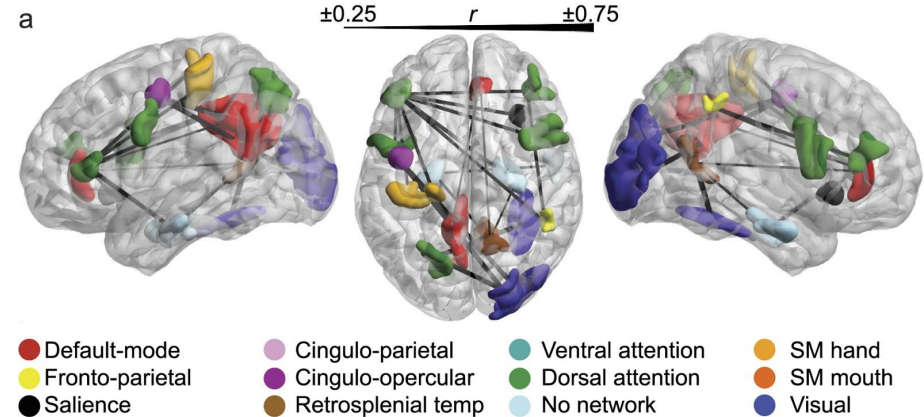 a
±0.25 r ±0.75
Default-mode Cingulo-parietal Ventral attention SM hand
Fronto-parietal Cingulo-opercular Dorsal attention SM mouth
Salience Retrosplenial temp No network Visual